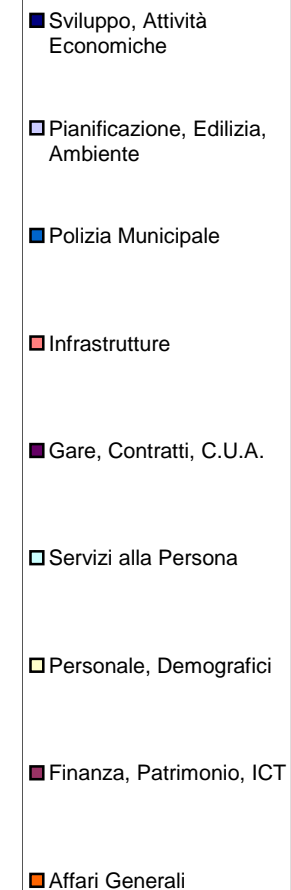 Sviluppo, Attività
Economiche
Pianificazione, Edilizia,
Ambiente
Polizia Municipale
Infrastrutture
Gare, Contratti, C.U.A.
Servizi alla Persona
Personale, Demografici
Finanza, Patrimonio, ICT
Affari Generali